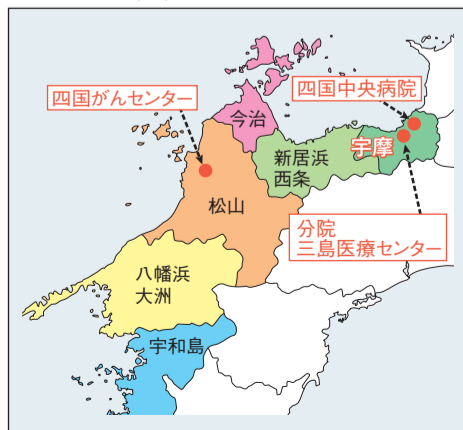 四国中央病院
四国がんセンター
今治
宇摩
新居浜
西条
松山
分院
三島医療センター
八幡浜
大洲
宇和島